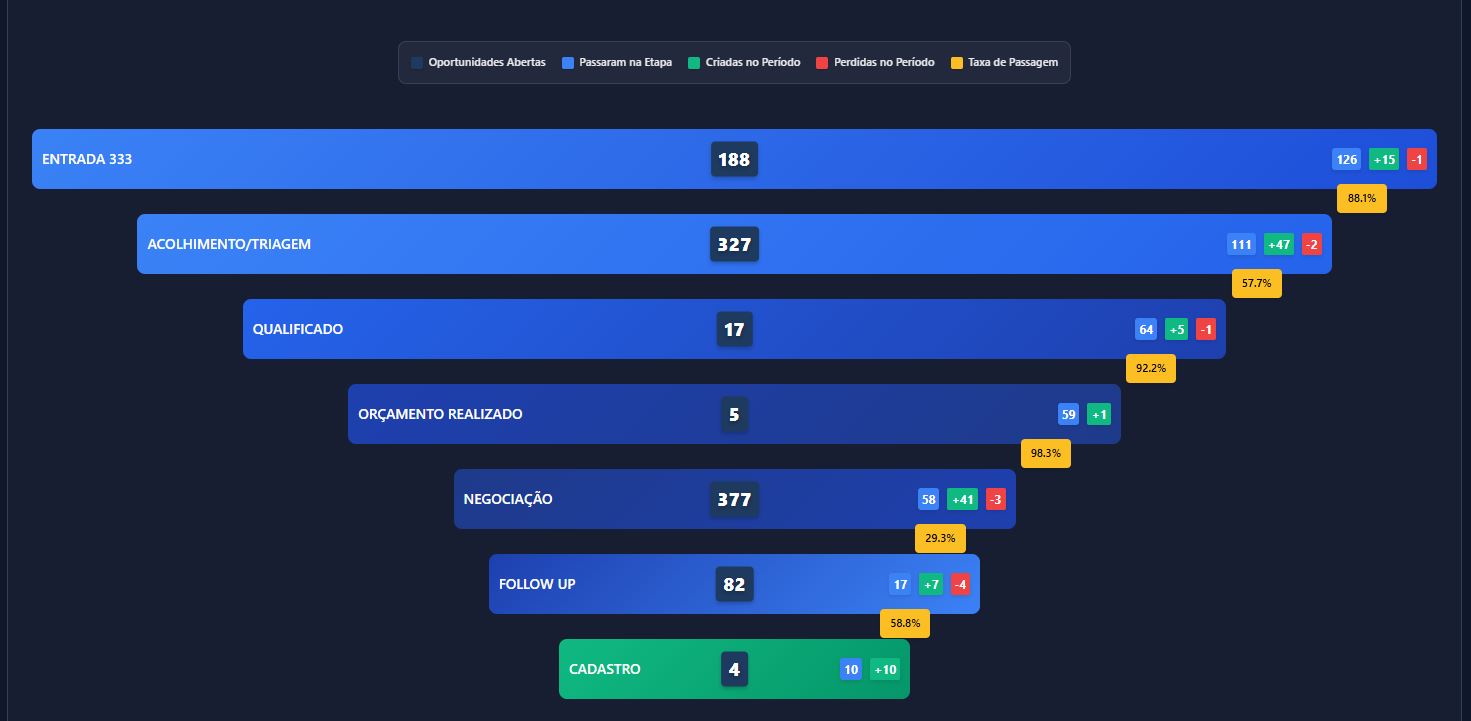 Oportunidades Abertas Passaram na Etapa Criadas no Período Perdidas no Período Taxa de Passagem
ENTRADA 333 188 126 +15 -1
88.1%
ACOLHIMENTO/TRIAGEM 327 111 +47 -2
57.7%
QUALIFICADO 17 64 +5 -1
92.2%
ORÇAMENTO REALIZADO 5 59 +1
98.3%
NEGOCIAÇÃO 377 58 +41 -3
29.3%
FOLLOW UP 82 17 +7 -4
58.8%
CADASTRO 4 10 +10